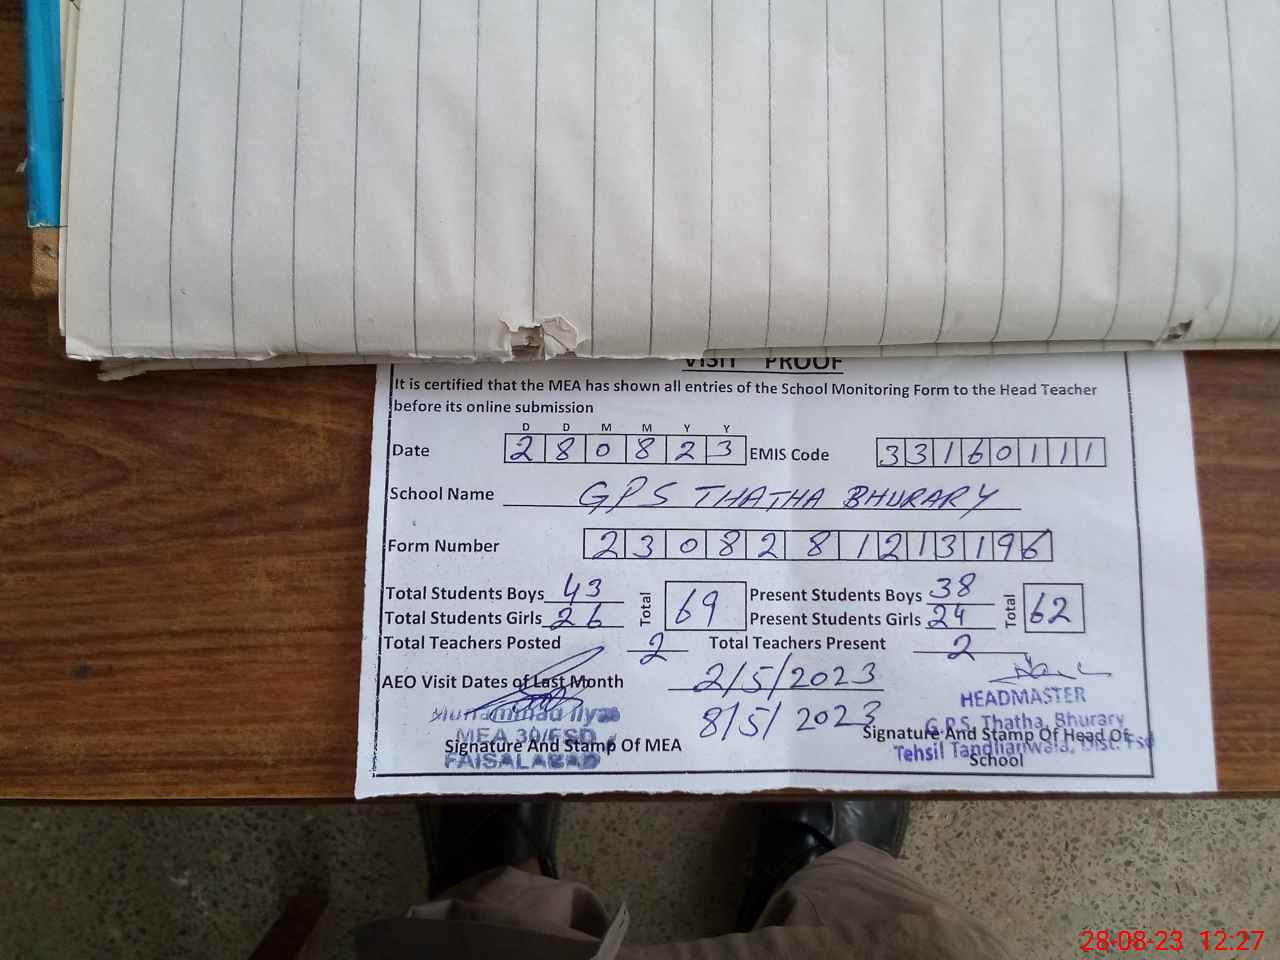 VISIT PROOF
It is certified that the MEA has shown all entries of the School Monitoring Form to the Head Teacher
before its online submission
D D M M Y Y
Date 2 8 0 8 2 3 EMIS Code 3 3 1 6 0 1 1 1
School Name GPS THATHA BHURARY
Form Number 2 3 0 8 2 8 1 2 1 3 1 9 6
Total Students Boys 43 Total 69 Present Students Boys 38 Total 62
Total Students Girls 26 Present Students Girls 24
Total Teachers Posted 2 Total Teachers Present 2
AEO Visit Dates of Last Month 2/5/2023
8/5/2023
Muhammad Ilyas
MEA 30/FSD
FAISALABAD
Signature And Stamp Of MEA
HEADMASTER
G.P.S. Thatha, Bhurary
Tehsil Tandlianwala, Dist. Fsd
Signature And Stamp Of Head Of
School
28-08-23 12:27